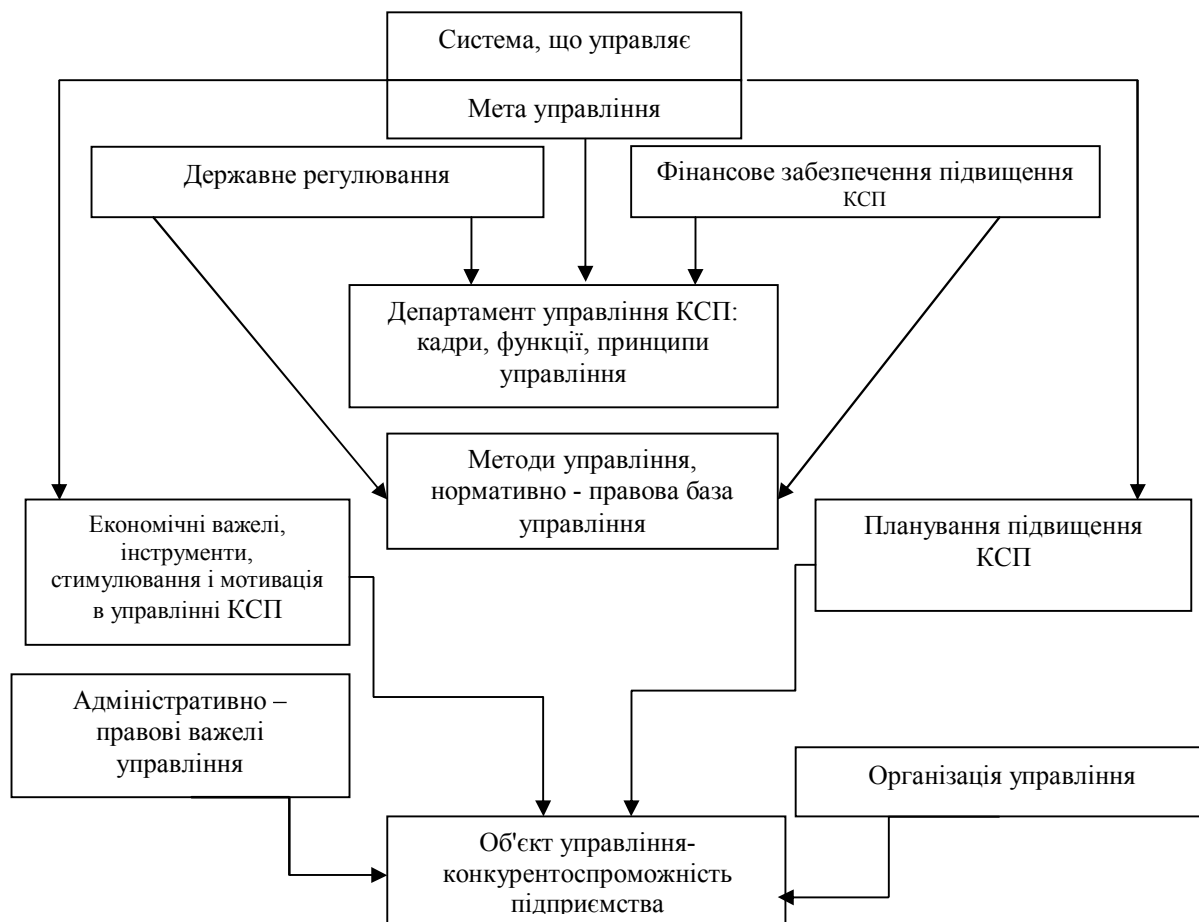 Система, що управляє
Мета управління
Державне регулювання
Фінансове забезпечення підвищення
КСП
Департамент управління КСП:
кадри, функції, принципи
управління
Методи управління,
нормативно - правова база
управління
Економічні важелі,
інструменти,
стимулювання і мотивація
в управлінні КСП
Планування підвищення
КСП
Адміністративно –
правові важелі
управління
Організація управління
Об'єкт управління-
конкурентоспроможність
підприємства